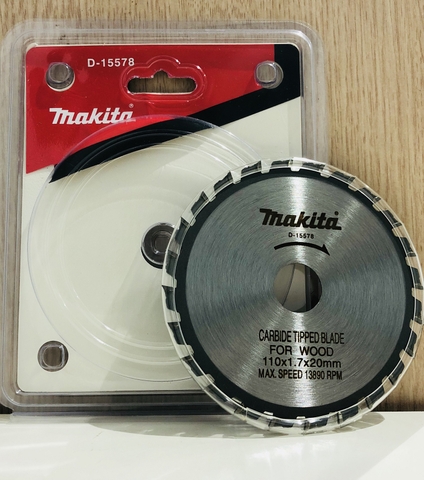 D-15578
makita
makita
D-15578
CARBIDE TIPPED BLADE
FOR WOOD
110x1.7x20mm
MAX. SPEED 13890 RPM